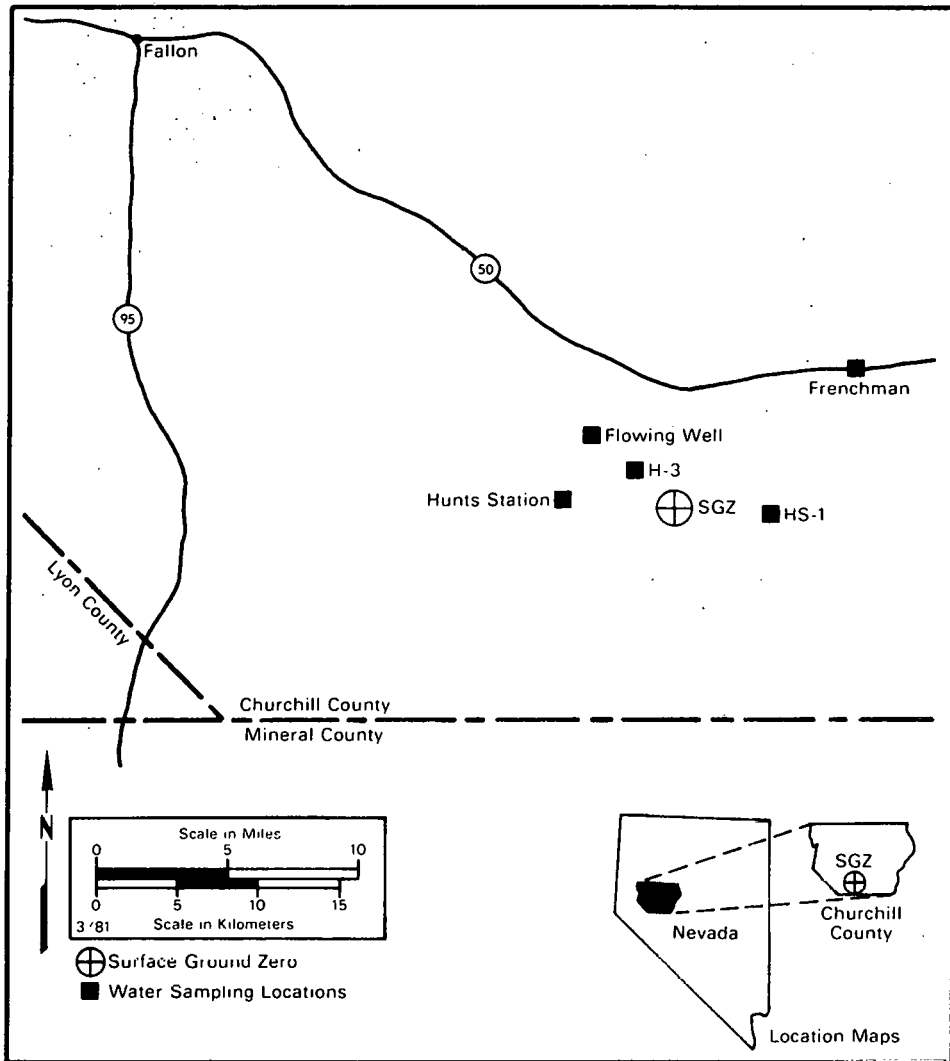 Fallon
50
95
Frenchman
Flowing Well
H-3
Hunts Station
SGZ
HS-1
Lyon County
Churchill County
Mineral County
N
Scale in Miles
0 5 10
0 5 10 15
3/81 Scale in Kilometers
Surface Ground Zero
Water Sampling Locations
SGZ
Nevada
Churchill
County
Location Maps